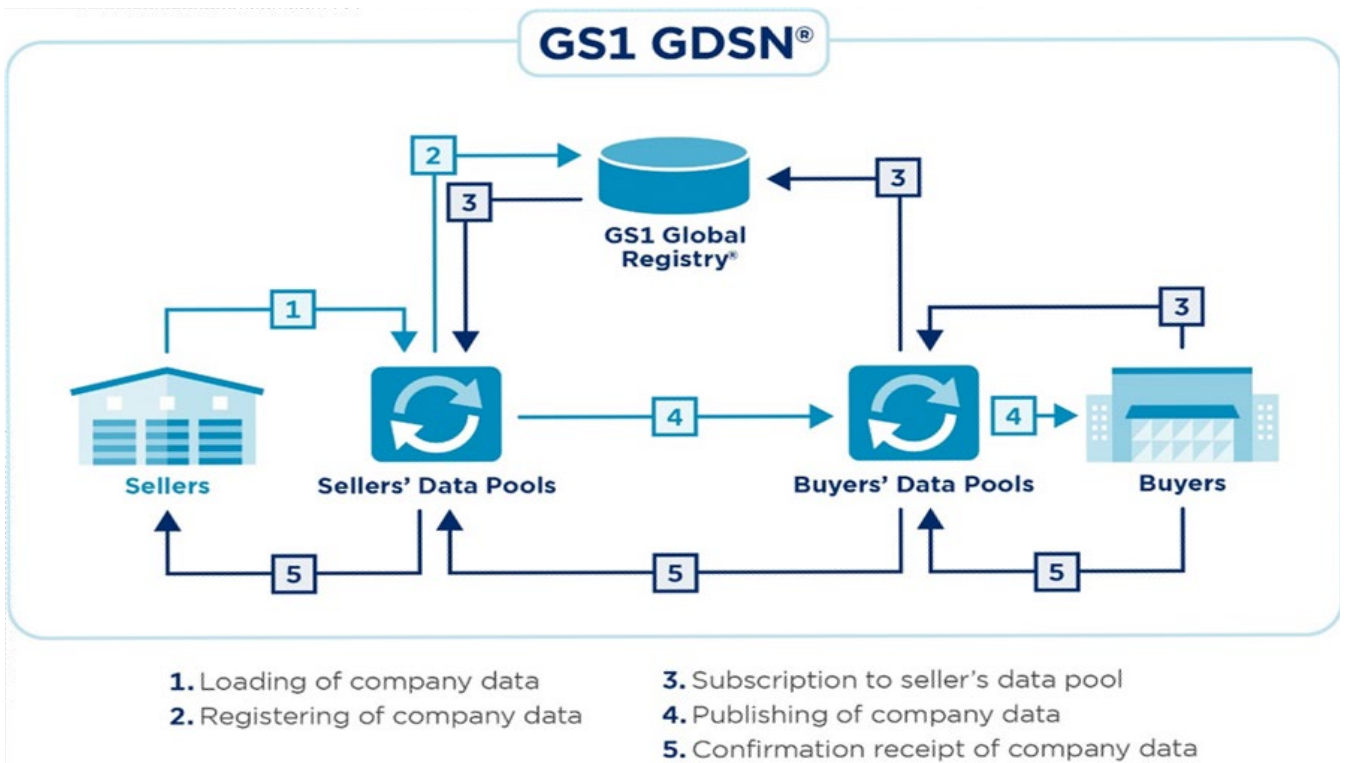 GS1 GDSN®
2
3
3
GS1 Global
Registry®
1
3
4
4
Sellers
Sellers' Data Pools
Buyers' Data Pools
Buyers
5
5
5
1. Loading of company data
2. Registering of company data
3. Subscription to seller's data pool
4. Publishing of company data
5. Confirmation receipt of company data